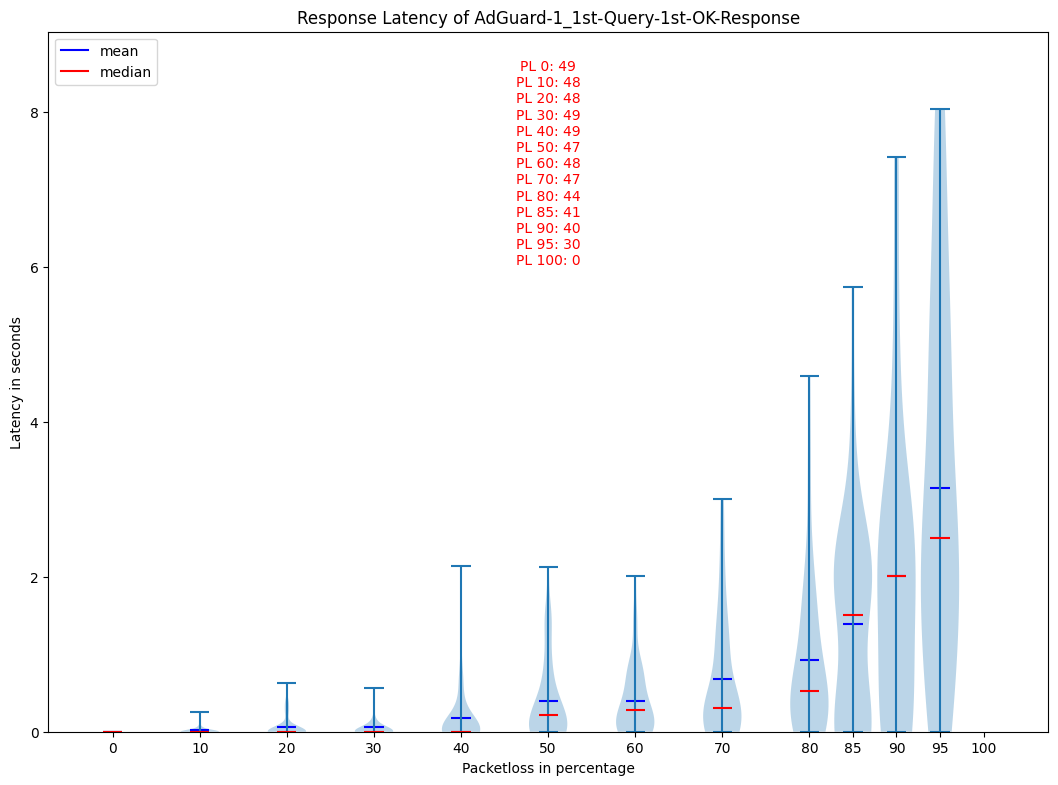 Response Latency of AdGuard-1_1st-Query-1st-OK-Response
mean
median
PL 0: 49
PL 10: 48
PL 20: 48
PL 30: 49
PL 40: 49
PL 50: 47
PL 60: 48
PL 70: 47
PL 80: 44
PL 85: 41
PL 90: 40
PL 95: 30
PL 100: 0
8
6
4
2
0
Latency in seconds
0 10 20 30 40 50 60 70 80 85 90 95 100
Packetloss in percentage